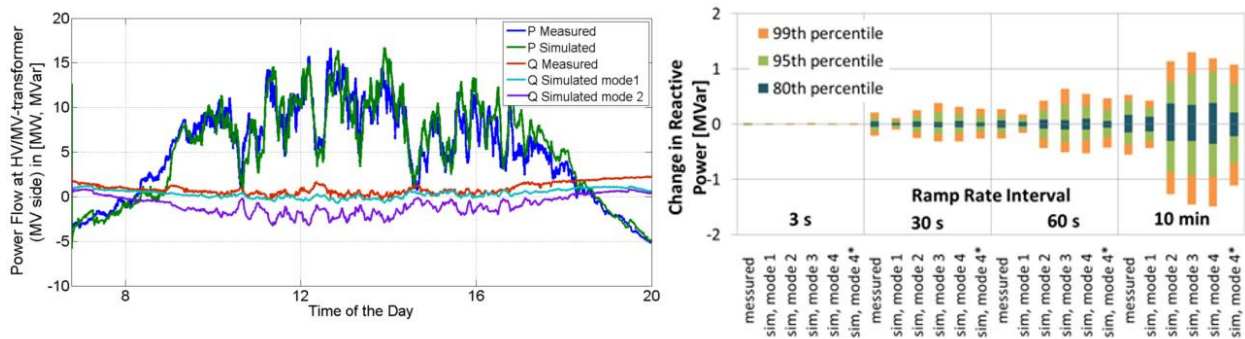 Power Flow at HV/MV-transformer
(MV side) in [MW, MVar]
20
15
10
5
0
-5
-10
P Measured
P Simulated
Q Measured
Q Simulated mode1
Q Simulated mode 2
8
12
16
20
Time of the Day
Change in Reactive
Power [MVar]
2
1
0
-1
-2
99th percentile
95th percentile
80th percentile
Ramp Rate Interval
3 s
30 s
60 s
10 min
messured
sim, mode 1
sim, mode 2
sim, mode 3
sim, mode 4
sim, mode 4*
messured
sim, mode 1
sim, mode 2
sim, mode 3
sim, mode 4
sim, mode 4*
messured
sim, mode 1
sim, mode 2
sim, mode 3
sim, mode 4
sim, mode 4*
messured
sim, mode 1
sim, mode 2
sim, mode 3
sim, mode 4
sim, mode 4*